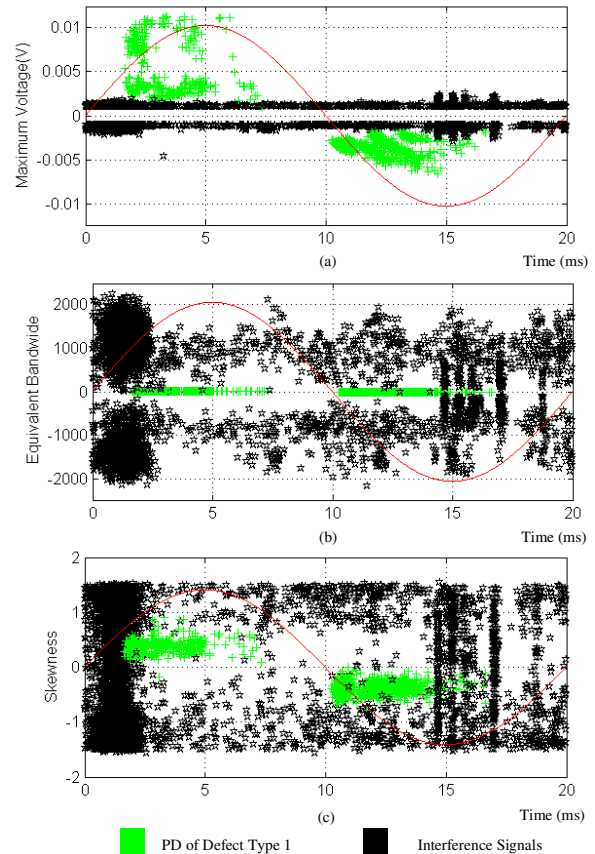 0.01
0.005
0
-0.005
-0.01
Maximum Voltage(V)
0 5 10 15 20
(a) Time (ms)
2000
1000
0
-1000
-2000
Equivalent Bandwide
0 5 10 15 20
(b) Time (ms)
2
1
0
-1
-2
Skewness
0 5 10 15 20
(c) Time (ms)
PD of Defect Type 1 Interference Signals